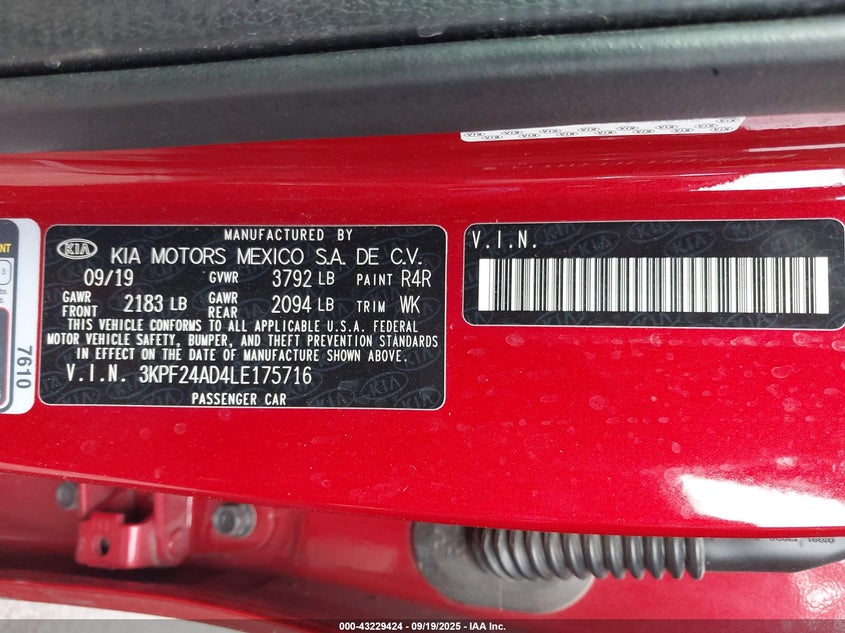 KIA
MANUFACTURED BY
KIA MOTORS MEXICO S.A. DE C.V.
09/19 GVWR 3792 LB PAINT R4R
GAWR FRONT 2183 LB GAWR REAR 2094 LB TRIM WK
THIS VEHICLE CONFORMS TO ALL APPLICABLE U.S.A. FEDERAL
MOTOR VEHICLE SAFETY, BUMPER, AND THEFT PREVENTION STANDARDS
IN EFFECT ON THE DATE OF MANUFACTURE SHOWN ABOVE.
V.I.N. 3KPF24AD4LE175716
PASSENGER CAR
V.I.N.
7610
000-43229424 - 09/19/2025 - IAA Inc.